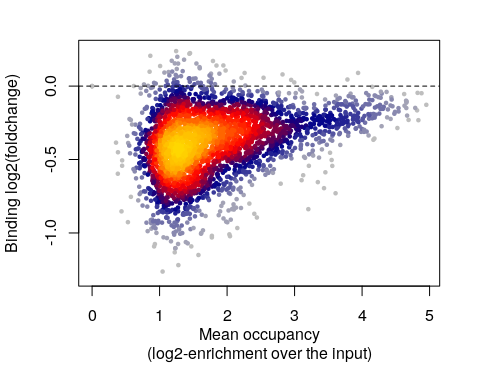 Binding log2(foldchange)
0.0
-0.5
-1.0
0 1 2 3 4 5
Mean occupancy
(log2-enrichment over the input)